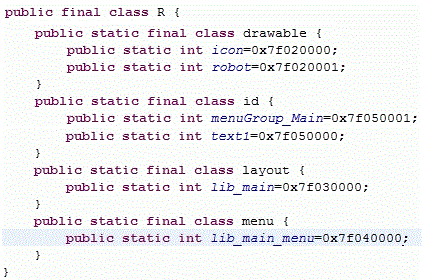 public final class R {
public static final class drawable {
public static int icon=0x7f020000;
public static int robot=0x7f020001;
}
public static final class id {
public static int menuGroup_Main=0x7f050001;
public static int text1=0x7f050000;
}
public static final class layout {
public static int lib_main=0x7f030000;
}
public static final class menu {
public static int lib_main_menu=0x7f040000;
}
}